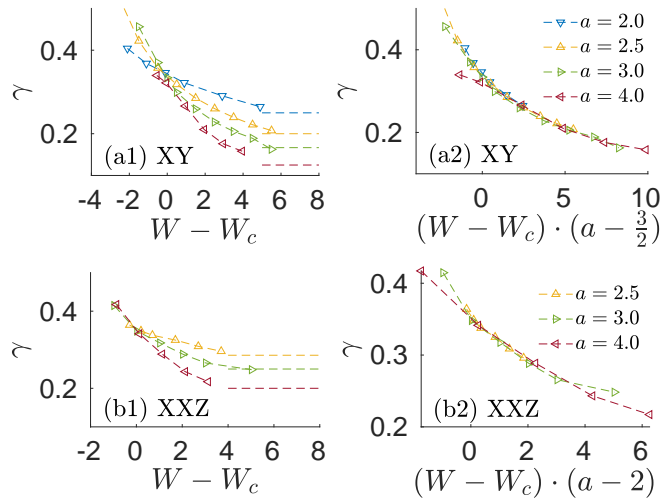 γ
0.4
0.2
(a1) XY
-4 -2 0 2 4 6 8
W − W_c
γ
0.4
0.2
(a2) XY
a = 2.0
a = 2.5
a = 3.0
a = 4.0
0 5 10
(W − W_c) · (a − 3/2)
γ
0.4
0.2
(b1) XXZ
-2 0 2 4 6 8
W − W_c
γ
0.4
0.3
0.2
(b2) XXZ
a = 2.5
a = 3.0
a = 4.0
0 2 4 6
(W − W_c) · (a − 2)